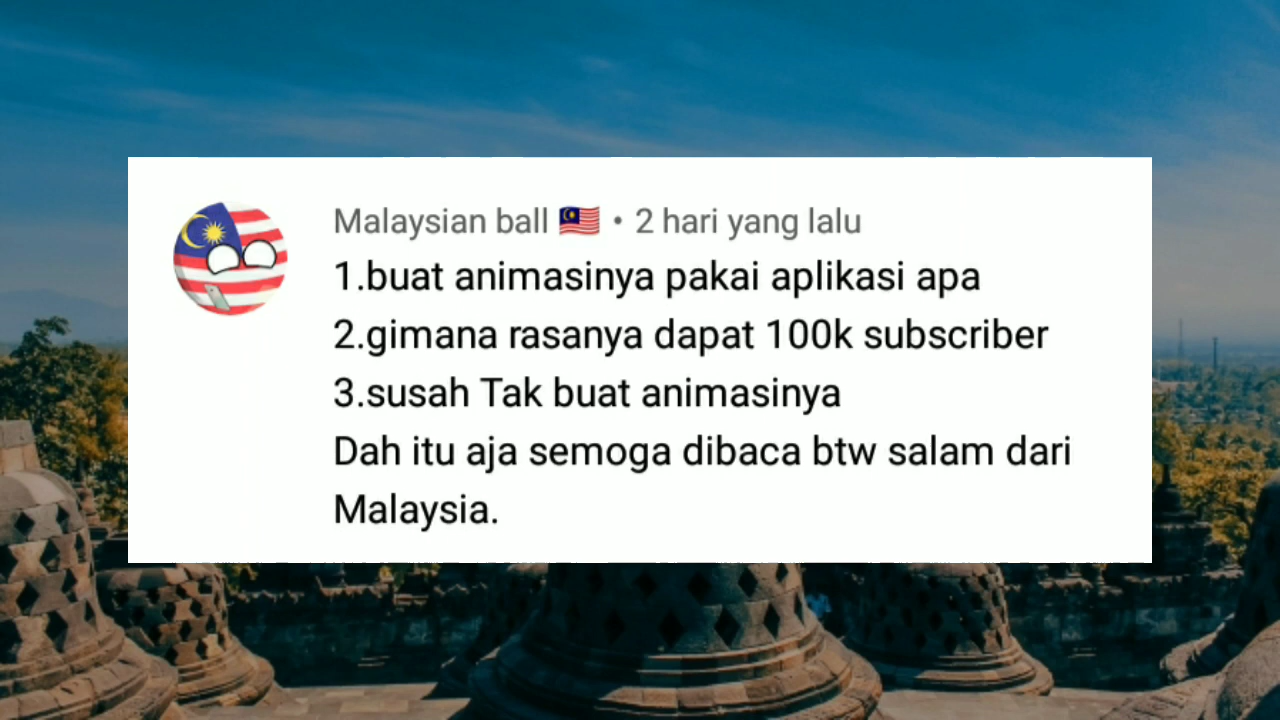 Malaysian ball 🇲🇾 • 2 hari yang lalu
1.buat animasinya pakai aplikasi apa
2.gimana rasanya dapat 100k subscriber
3.susah Tak buat animasinya
Dah itu aja semoga dibaca btw salam dari
Malaysia.